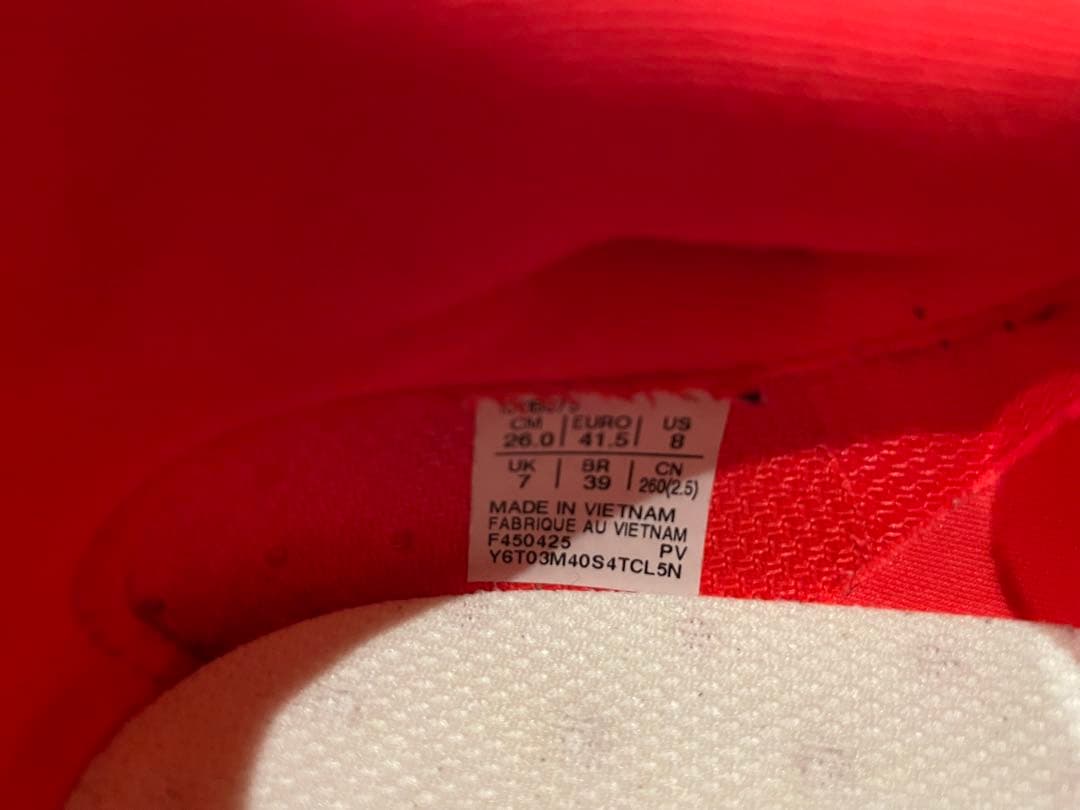 CM EURO US
26.0 41.5 8
UK BR CN
7 39 260(2.5)
MADE IN VIETNAM
FABRIQUE AU VIETNAM
F450425 PV
Y6T03M40S4TCL5N